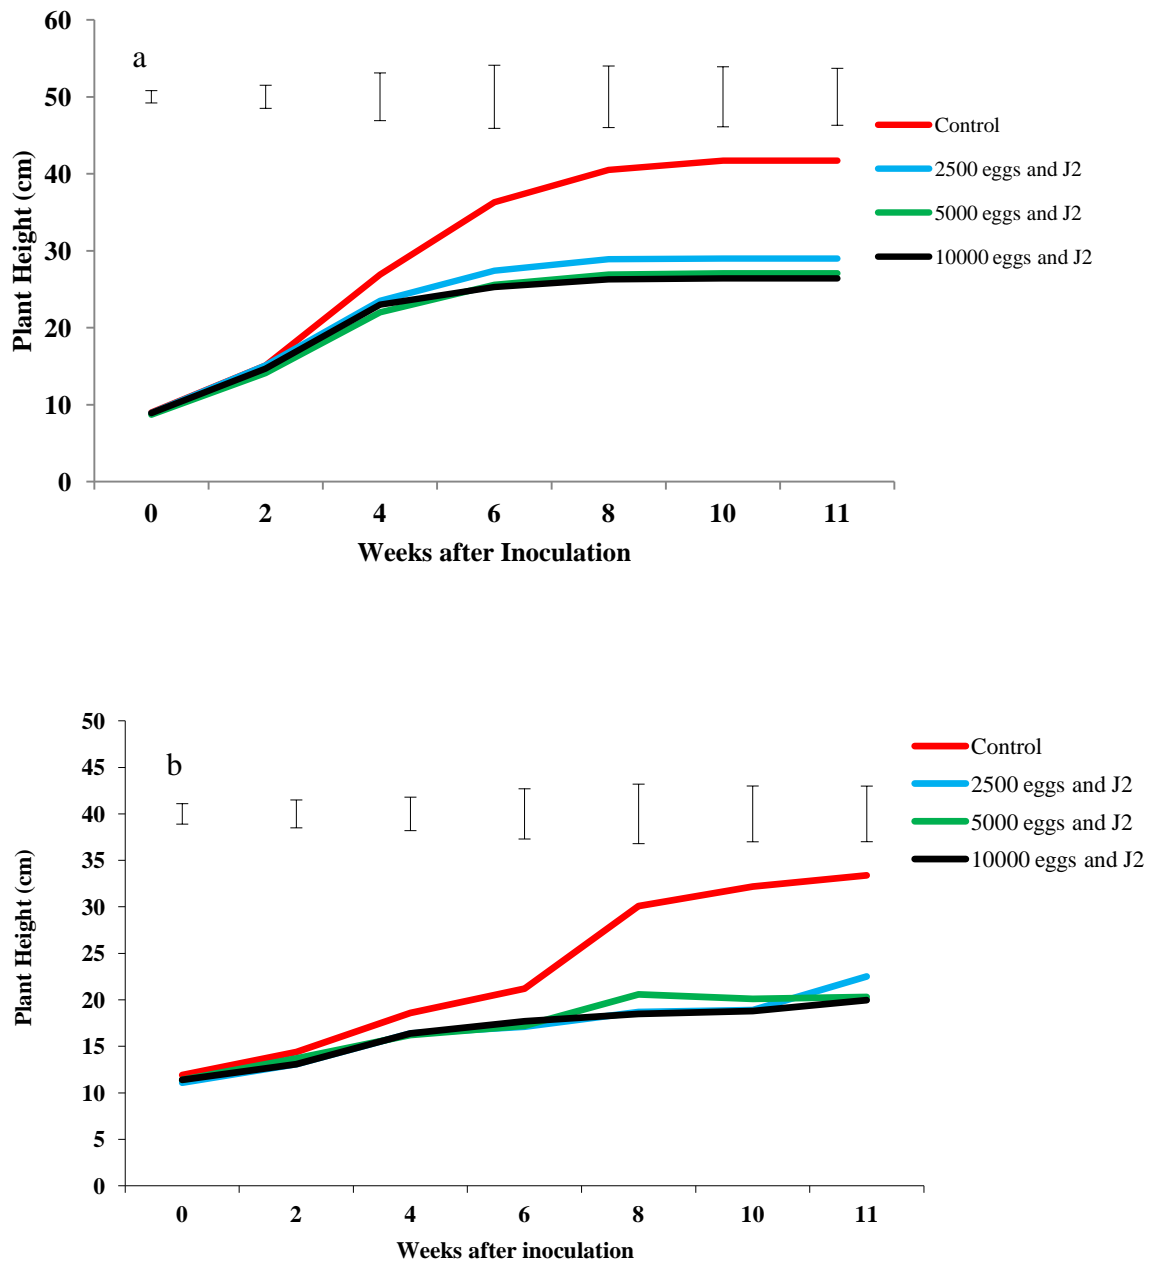 60
a
50
40
30
20
10
0
Plant Height (cm)
0 2 4 6 8 10 11
Weeks after Inoculation
Control
2500 eggs and J2
5000 eggs and J2
10000 eggs and J2
50
b
45
40
35
30
25
20
15
10
5
0
Plant Height (cm)
0 2 4 6 8 10 11
Weeks after inoculation
Control
2500 eggs and J2
5000 eggs and J2
10000 eggs and J2